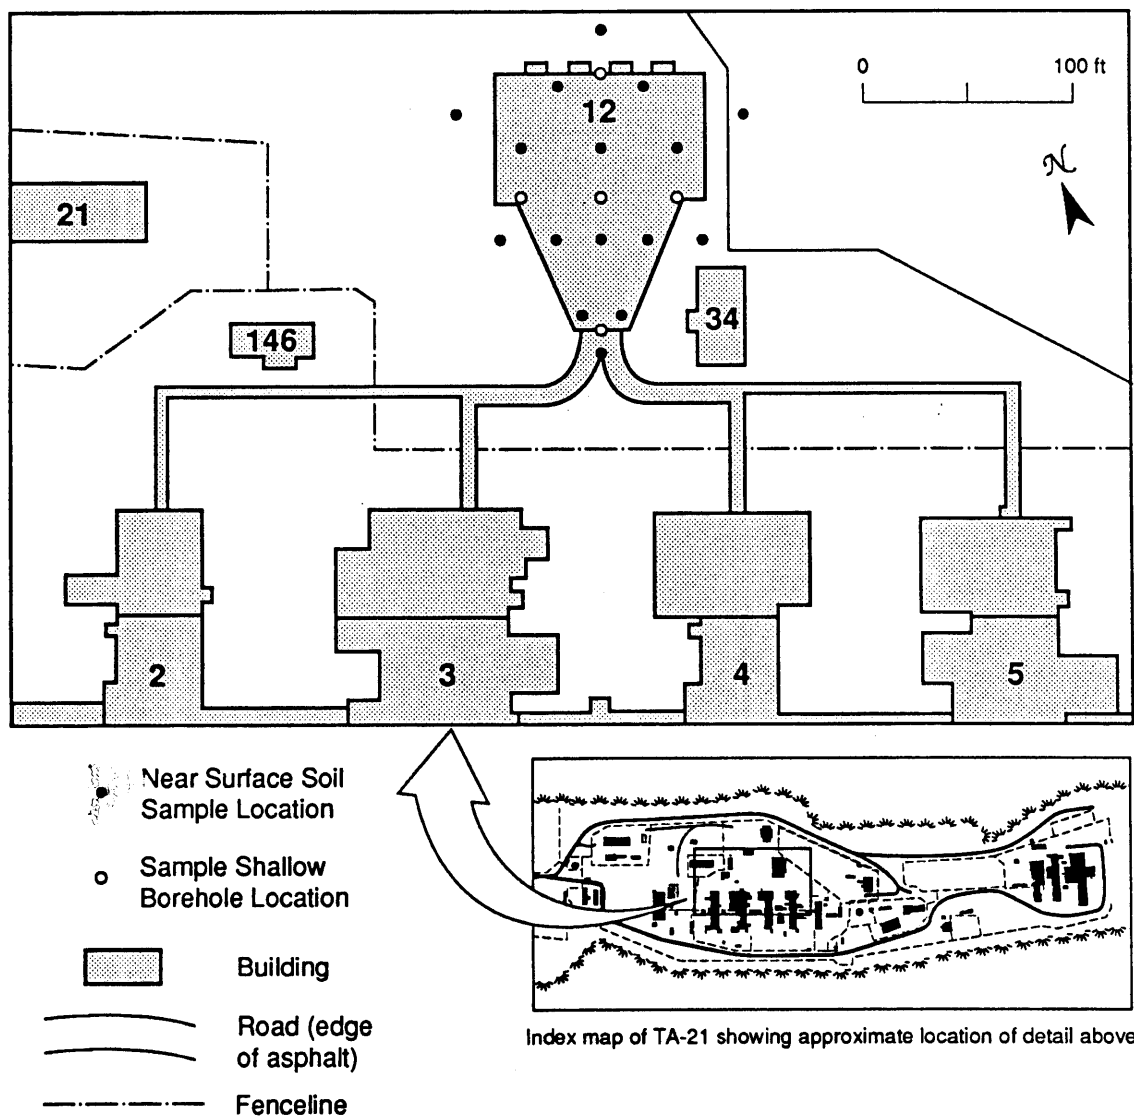 0 100 ft
12
N
21
34
146
2 3 4 5
Near Surface Soil
Sample Location
Sample Shallow
Borehole Location
Building
Road (edge
of asphalt)
Fenceline
Index map of TA-21 showing approximate location of detail above